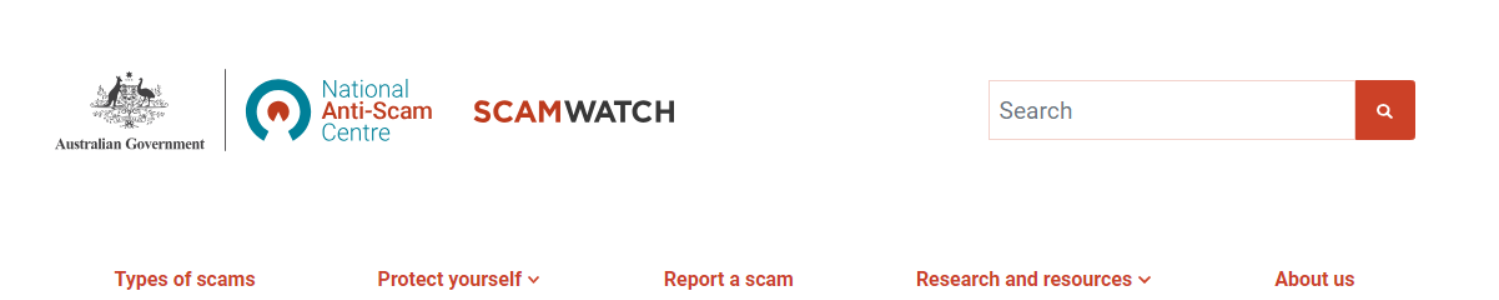 Australian Government
National
Anti-Scam
Centre
SCAMWATCH
Search
Types of scams
Protect yourself
Report a scam
Research and resources
About us